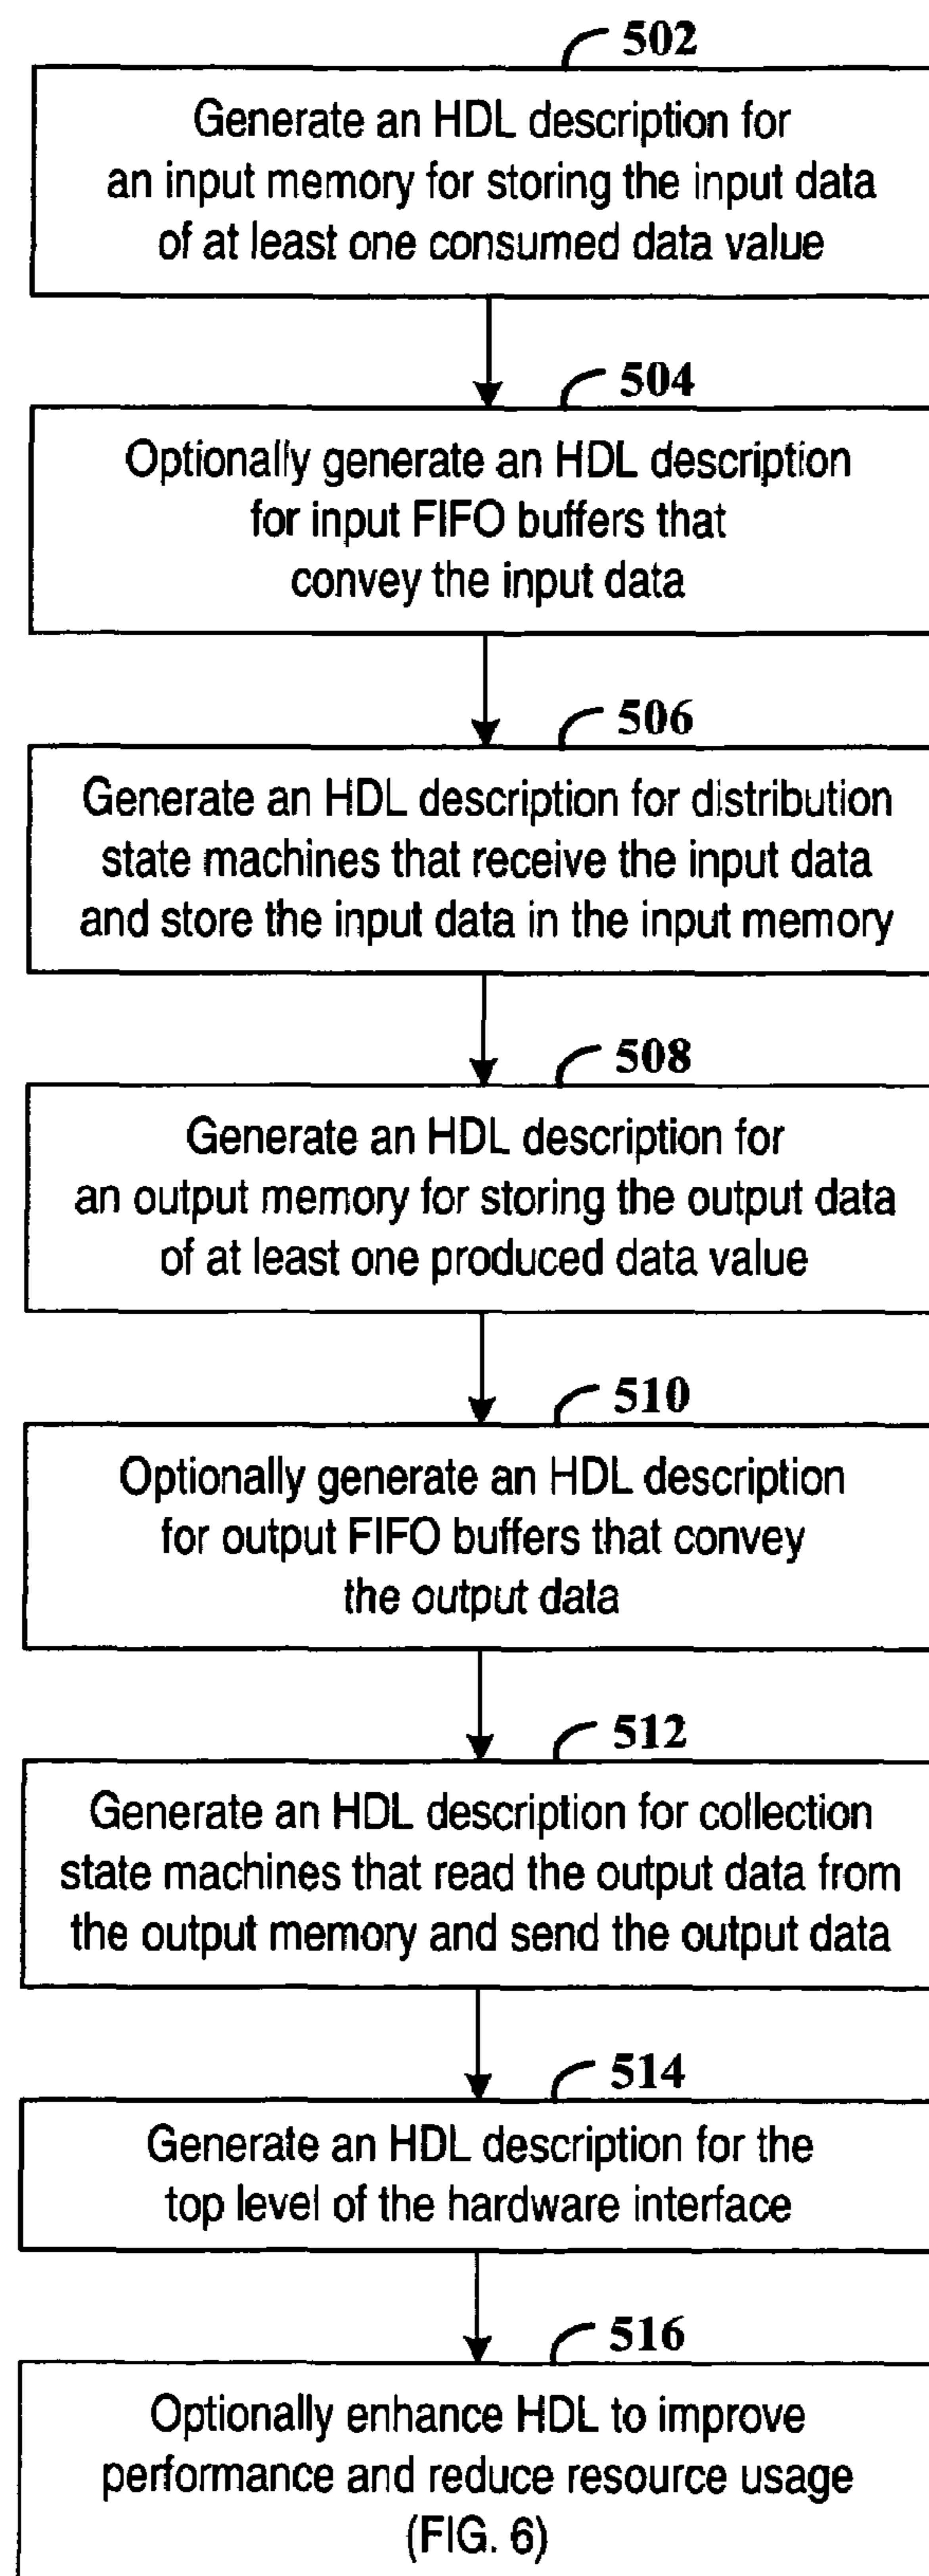 502
Generate an HDL description for
an input memory for storing the input data
of at least one consumed data value
504
Optionally generate an HDL description
for input FIFO buffers that
convey the input data
506
Generate an HDL description for distribution
state machines that receive the input data
and store the input data in the input memory
508
Generate an HDL description for
an output memory for storing the output data
of at least one produced data value
510
Optionally generate an HDL description
for output FIFO buffers that convey
the output data
512
Generate an HDL description for collection
state machines that read the output data from
the output memory and send the output data
514
Generate an HDL description for the
top level of the hardware interface
516
Optionally enhance HDL to improve
performance and reduce resource usage
(FIG. 6)